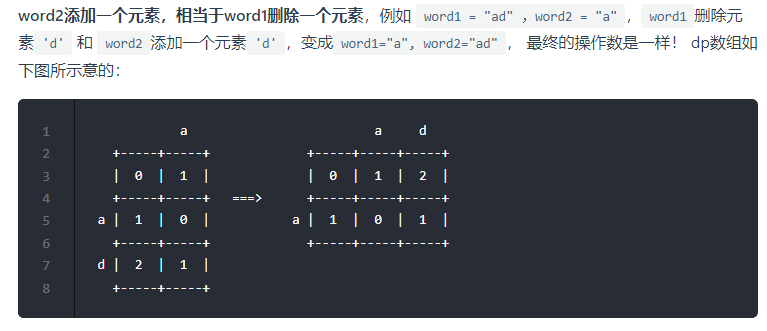 word2添加一个元素，相当于word1删除一个元素，例如 word1 = "ad" ，word2 = "a"，word1 删除元
素 'd' 和 word2 添加一个元素 'd'，变成 word1="a", word2="ad"， 最终的操作数是一样！ dp数组如
下图所示意的：
1                  a                         a     d
2         +-----+-----+             +-----+-----+-----+
3         |  0  |  1  |             |  0  |  1  |  2  |
4         +-----+-----+   ===>      +-----+-----+-----+
5       a |  1  |  0  |           a |  1  |  0  |  1  |
6         +-----+-----+             +-----+-----+-----+
7       d |  2  |  1  |
8         +-----+-----+